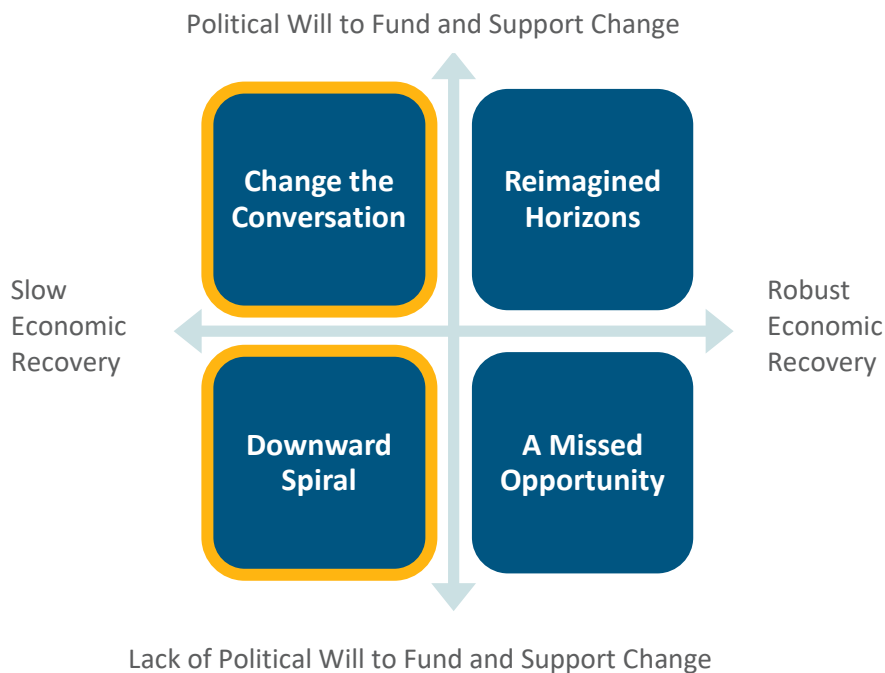 Political Will to Fund and Support Change
Change the
Conversation
Reimagined
Horizons
Slow
Economic
Recovery
Robust
Economic
Recovery
Downward
Spiral
A Missed
Opportunity
Lack of Political Will to Fund and Support Change